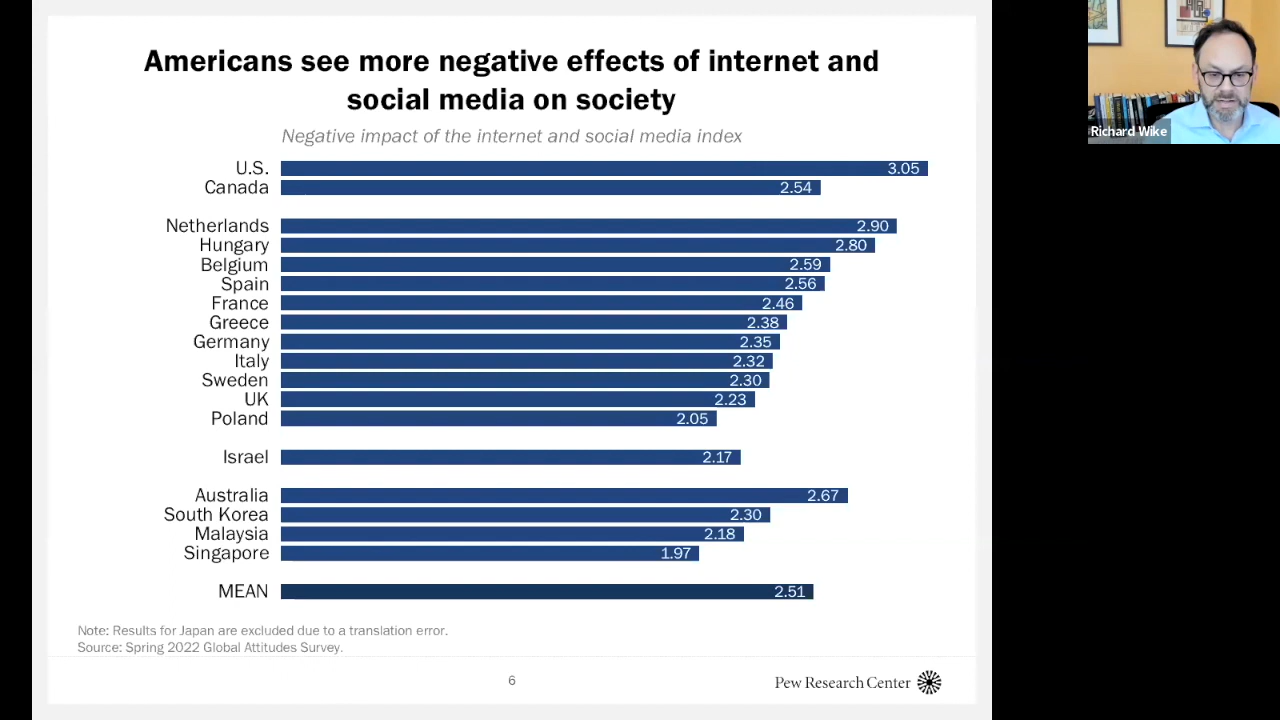 Americans see more negative effects of internet and
social media on society
Negative impact of the internet and social media index
U.S. 3.05
Canada 2.54
Netherlands 2.90
Hungary 2.80
Belgium 2.59
Spain 2.56
France 2.46
Greece 2.38
Germany 2.35
Italy 2.32
Sweden 2.30
UK 2.23
Poland 2.05
Israel 2.17
Australia 2.67
South Korea 2.30
Malaysia 2.18
Singapore 1.97
MEAN 2.51
Note: Results for Japan are excluded due to a translation error.
Source: Spring 2022 Global Attitudes Survey.
6
Pew Research Center
Richard Wike